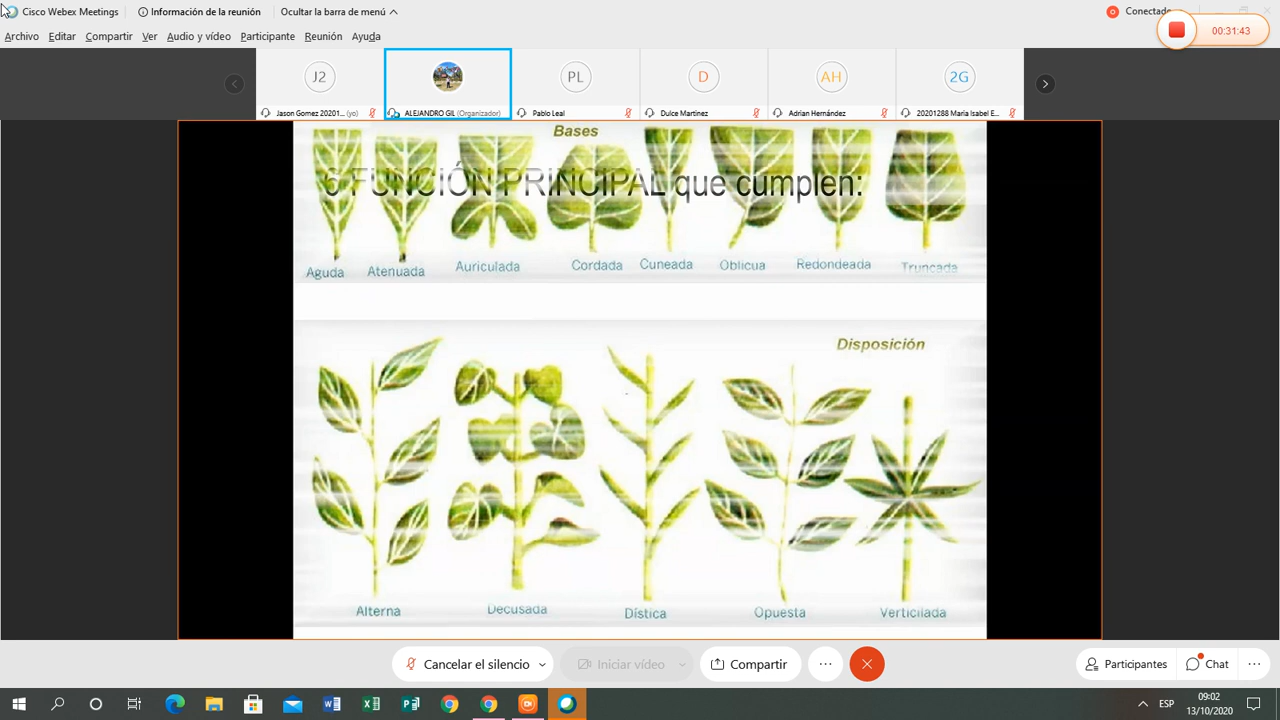 Cisco Webex Meetings
Información de la reunión
Ocultar la barra de menú
Conectado
00:31:43
Archivo Editar Compartir Ver Audio y vídeo Participante Reunión Ayuda
J2 PL D AH 2G
Jason Gomez 20201... (yo)
ALEJANDRO GIL (Organizador)
Pablo Leal
Dulce Martinez
Adrian Hernández
20201288 Maria Isabel E...
Bases
FUNCIÓN PRINCIPAL que cumplen:
Aguda Atenuada Auriculada Cordada Cuneada Oblicua Redondeada Truncada
Disposición
Alterna Decusada Dística Opuesta Verticilada
Cancelar el silencio
Iniciar vídeo
Compartir
Participantes
Chat
ESP
09:02
13/10/2020